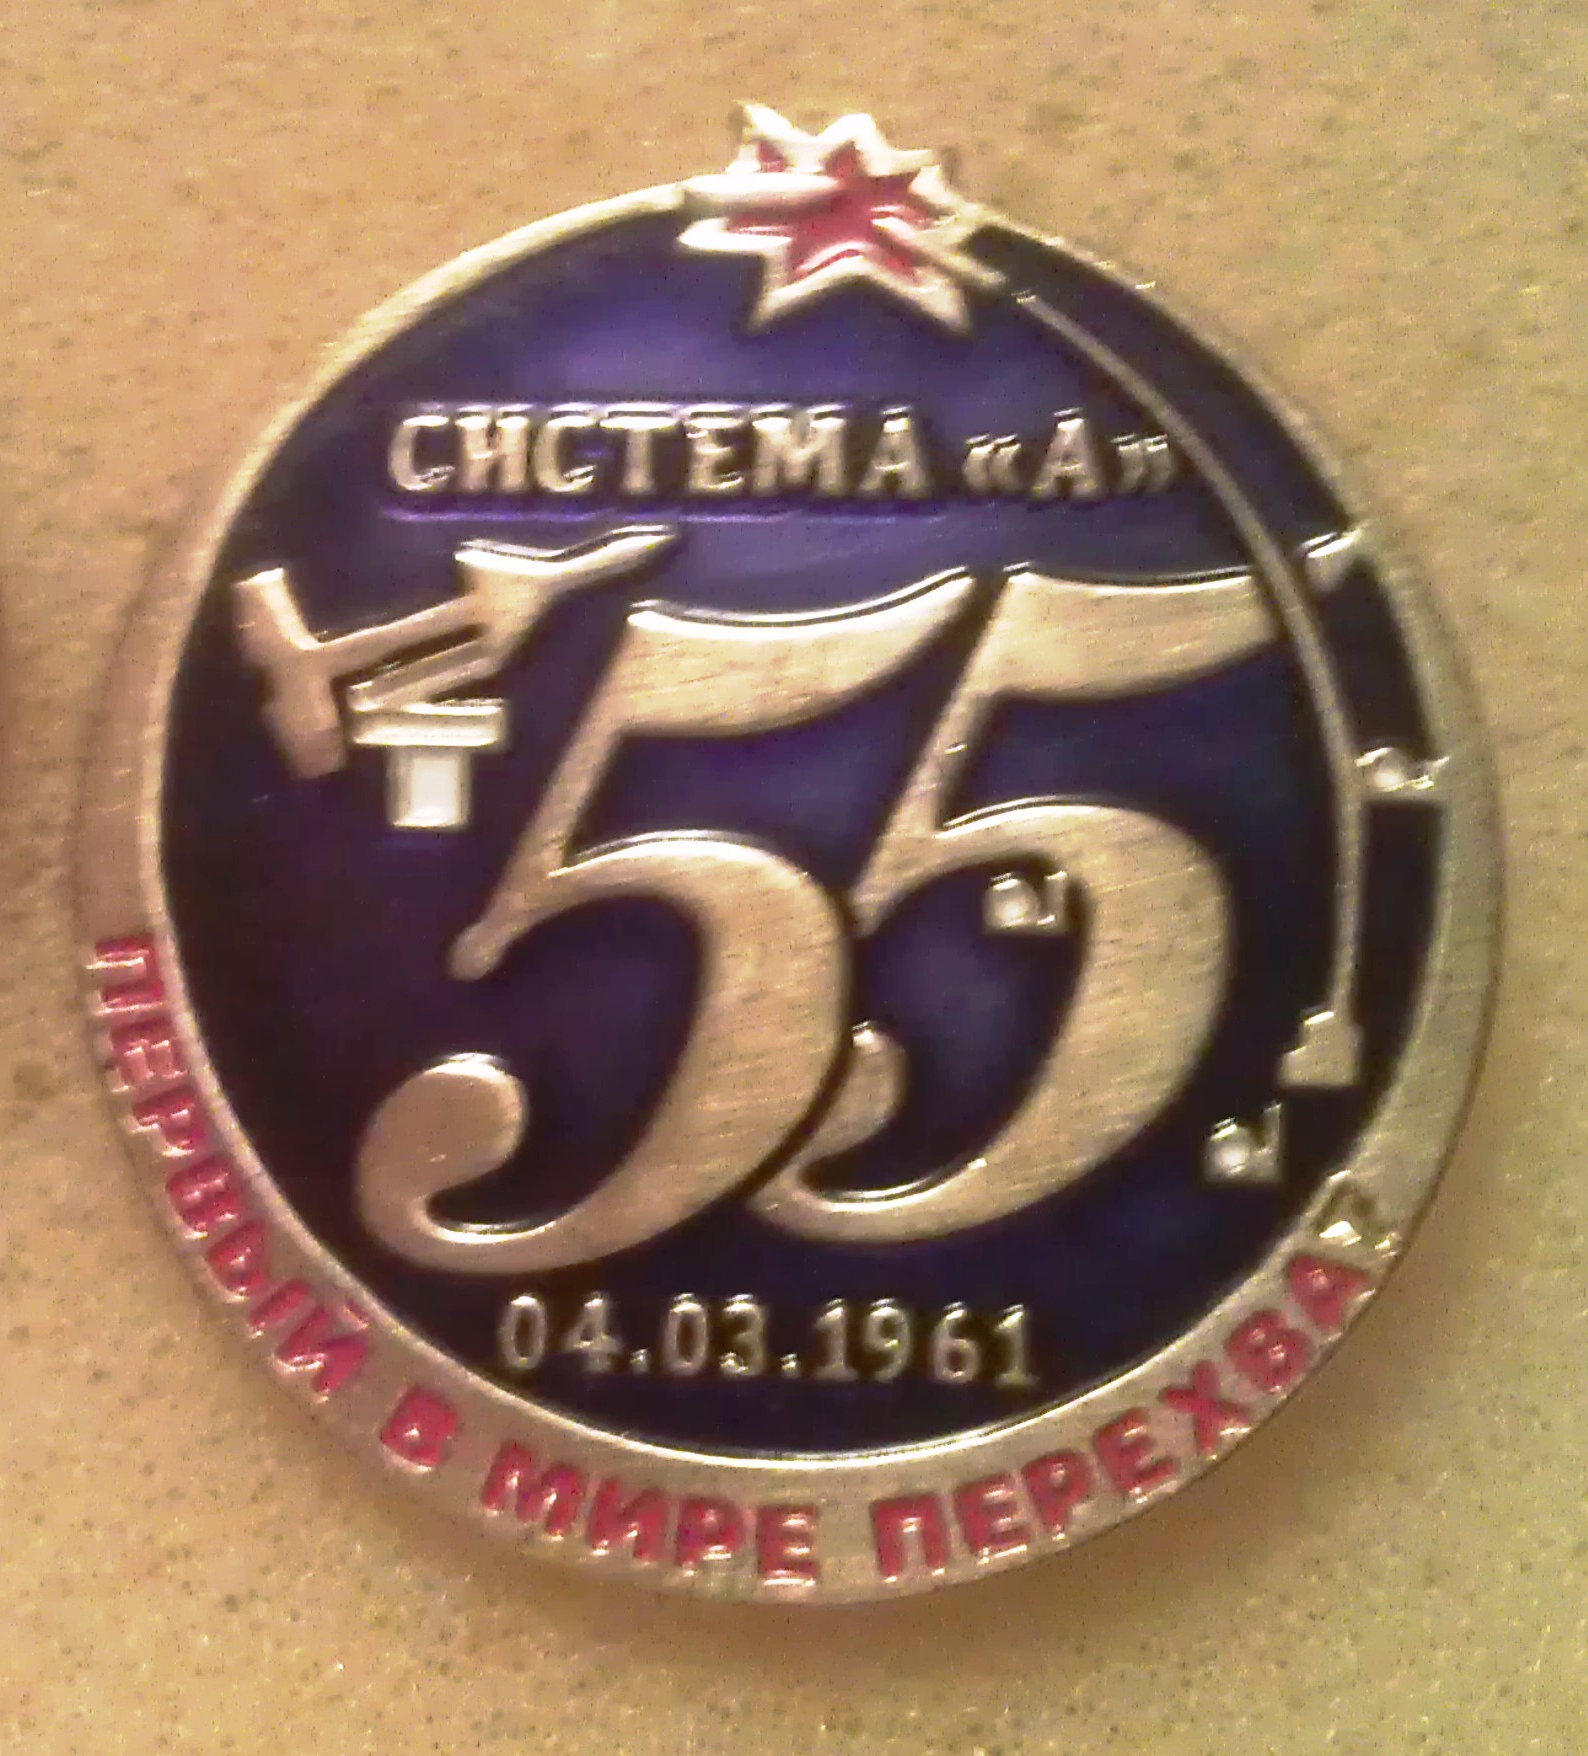 СИСТЕМА «А»
55
04.03.1961
ПЕРВЫЙ В МИРЕ ПЕРЕХВАТ